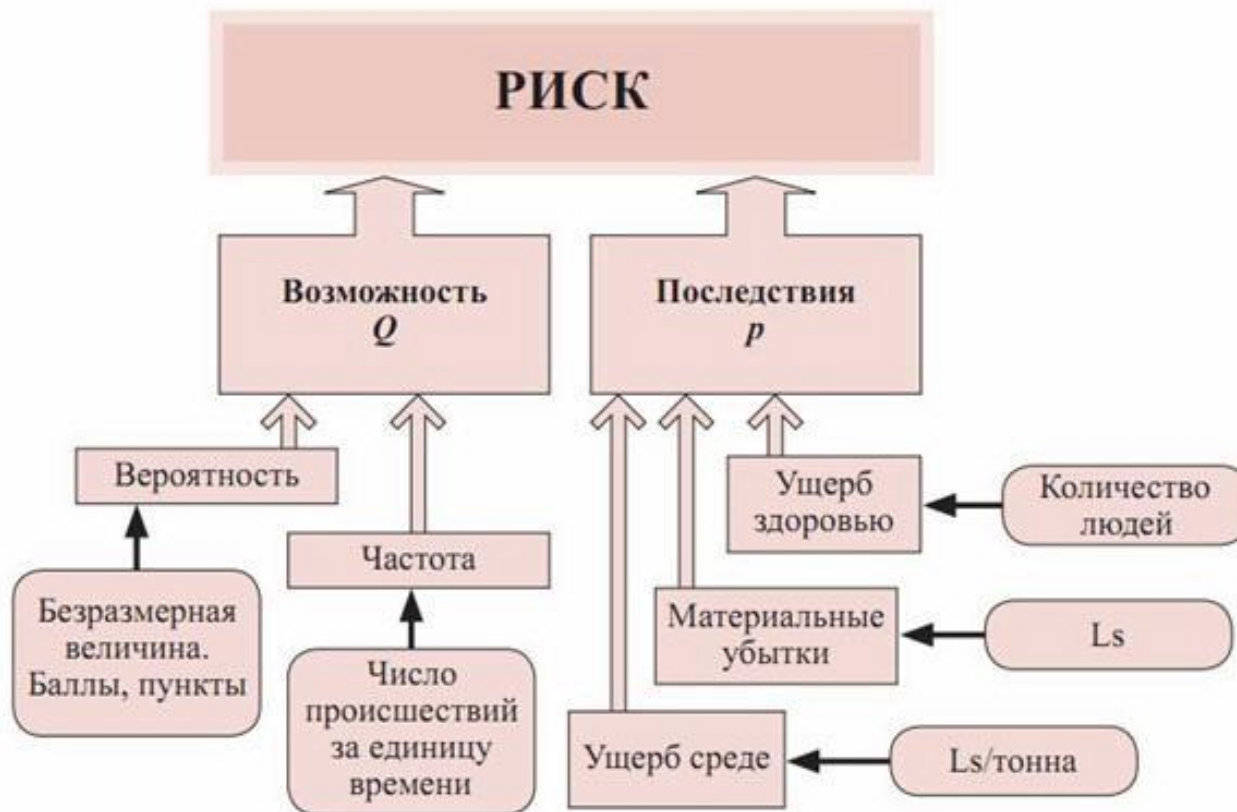 РИСК
Возможность
Q
Последствия
p
Вероятность
Частота
Безразмерная
величина.
Баллы, пункты
Число
происшествий
за единицу
времени
Ущерб
здоровью
Количество
людей
Материальные
убытки
Ls
Ущерб среде
Ls/тонна